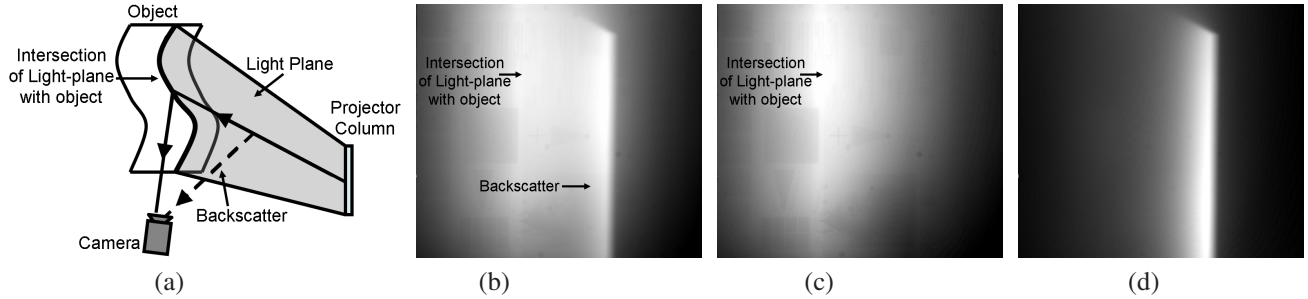 Object
Intersection
of Light-plane
with object
Light Plane
Projector
Column
Backscatter
Camera
(a)
Intersection
of Light-plane
with object
Backscatter
(b)
Intersection
of Light-plane
with object
(c)
(d)